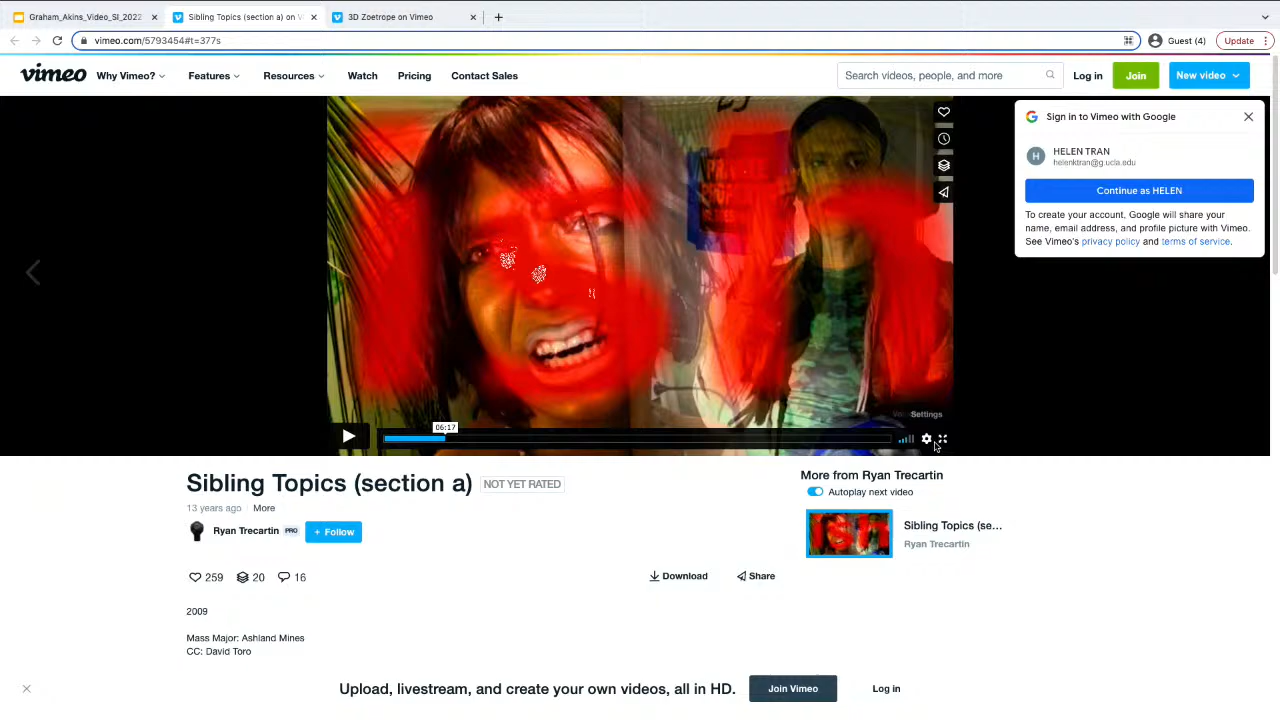 Graham_Akins_Video_SI_2022
Sibling Topics (section a) on V
3D Zoetrope on Vimeo
vimeo.com/5793454#t=377s
Guest (4)
Update
vimeo
Why Vimeo?
Features
Resources
Watch
Pricing
Contact Sales
Search videos, people, and more
Log in
Join
New video
Sign in to Vimeo with Google
H
HELEN TRAN
helenktran@g.ucla.edu
Continue as HELEN
To create your account, Google will share your
name, email address, and profile picture with Vimeo.
See Vimeo's privacy policy and terms of service.
Settings
06:17
Sibling Topics (section a)
NOT YET RATED
13 years ago
More
Ryan Trecartin
PRO
+ Follow
259
20
16
Download
Share
2009
Mass Major: Ashland Mines
CC: David Toro
More from Ryan Trecartin
Autoplay next video
Sibling Topics (se...
Ryan Trecartin
Upload, livestream, and create your own videos, all in HD.
Join Vimeo
Log in